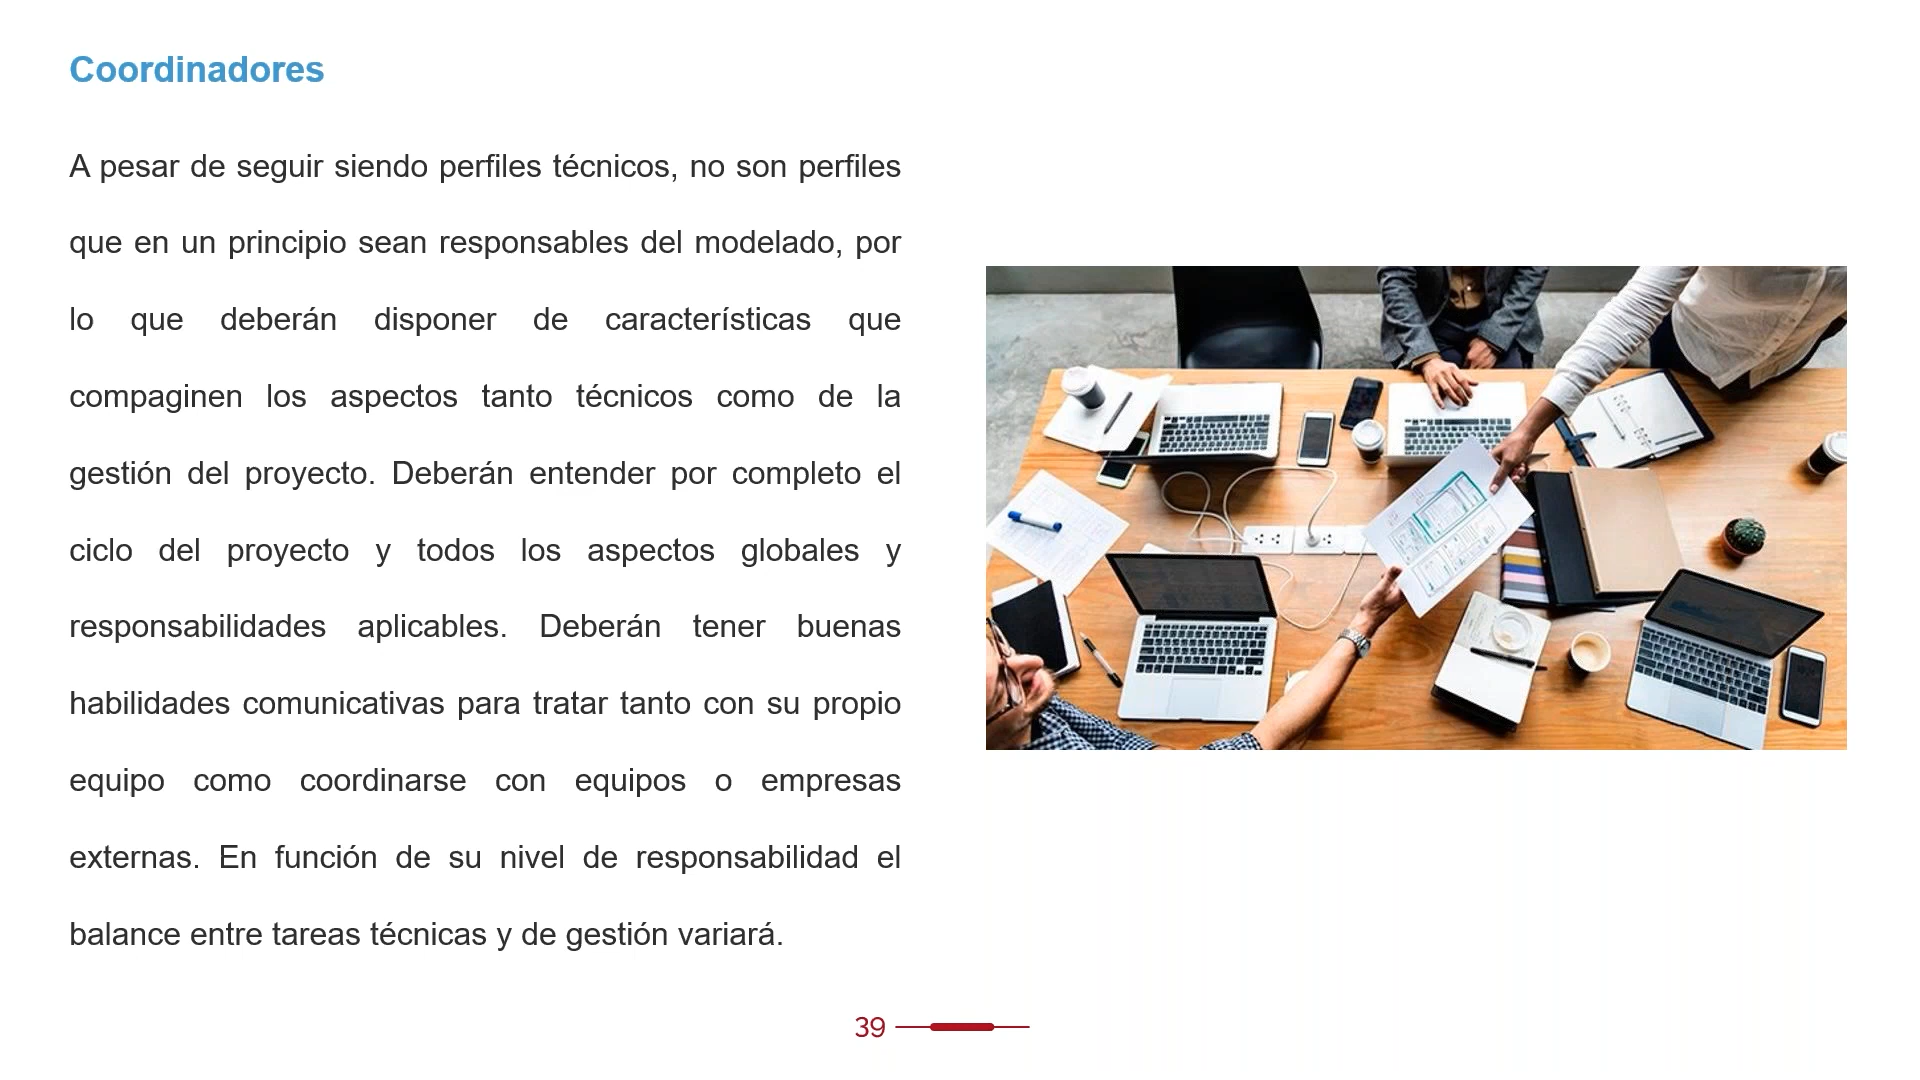 Coordinadores
A pesar de seguir siendo perfiles técnicos, no son perfiles
que en un principio sean responsables del modelado, por
lo que deberán disponer de características que
compaginen los aspectos tanto técnicos como de la
gestión del proyecto. Deberán entender por completo el
ciclo del proyecto y todos los aspectos globales y
responsabilidades aplicables. Deberán tener buenas
habilidades comunicativas para tratar tanto con su propio
equipo como coordinarse con equipos o empresas
externas. En función de su nivel de responsabilidad el
balance entre tareas técnicas y de gestión variará.
39